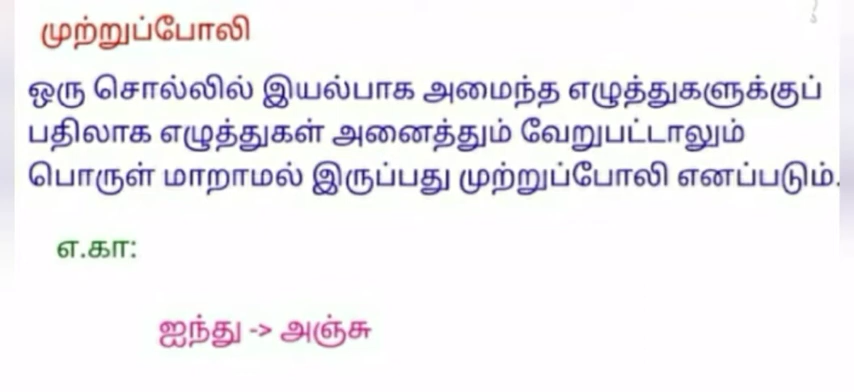 முற்றுப்போலி
ஒரு சொல்லில் இயல்பாக அமைந்த எழுத்துகளுக்குப்
பதிலாக எழுத்துகள் அனைத்தும் வேறுபட்டாலும்
பொருள் மாறாமல் இருப்பது முற்றுப்போலி எனப்படும்.
எ.கா:
ஐந்து -> அஞ்சு